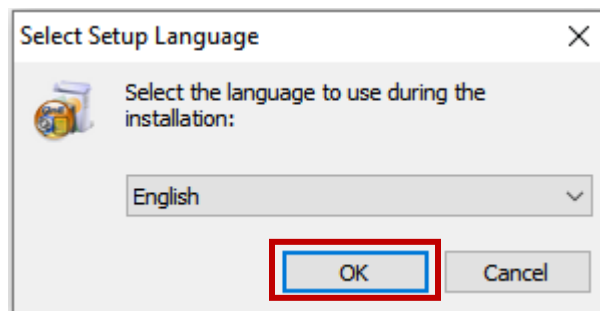 Select Setup Language
Select the language to use during the
installation:
English
OK
Cancel